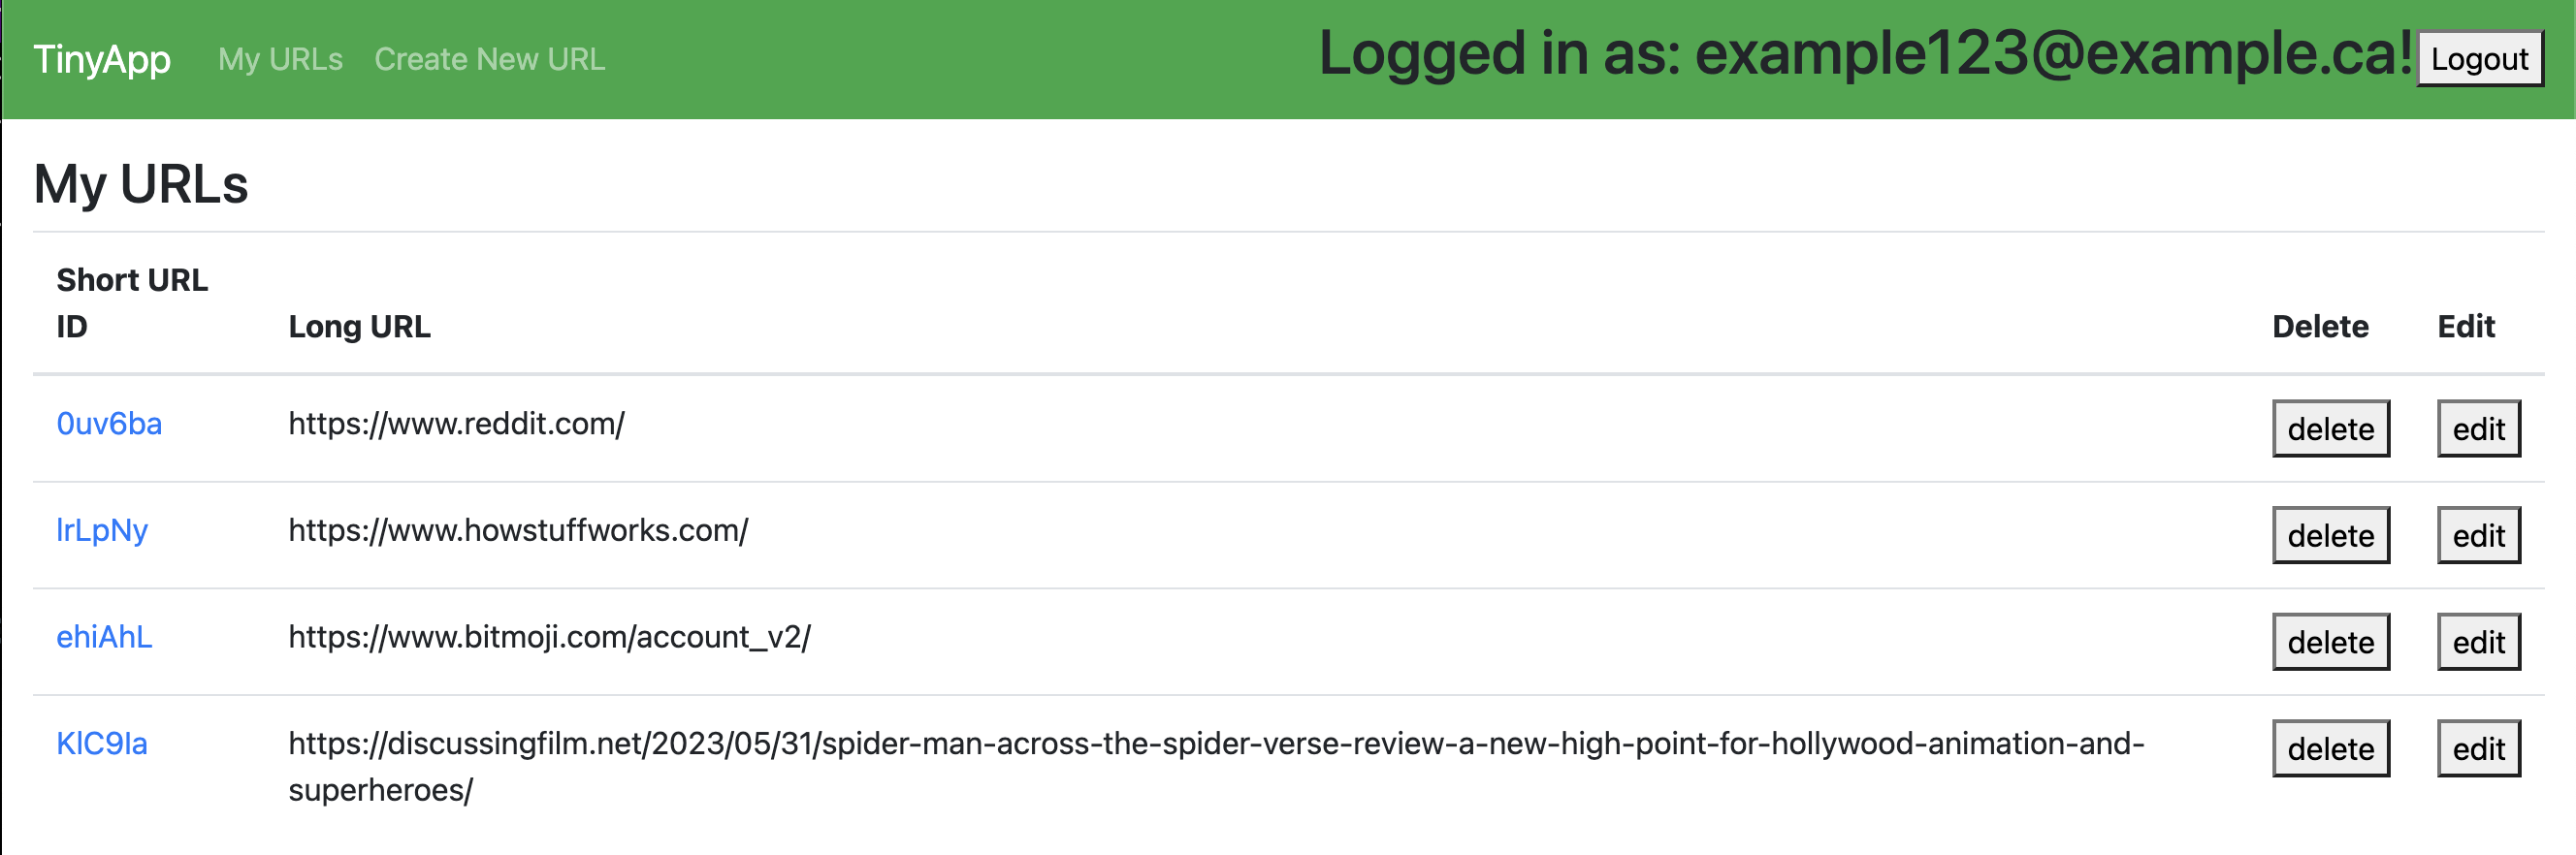 TinyApp My URLs Create New URL Logged in as: example123@example.ca! Logout
My URLs
Short URL
ID Long URL Delete Edit
0uv6ba https://www.reddit.com/ delete edit
lrLpNy https://www.howstuffworks.com/ delete edit
ehiAhL https://www.bitmoji.com/account_v2/ delete edit
KlC9Ia https://discussingfilm.net/2023/05/31/spider-man-across-the-spider-verse-review-a-new-high-point-for-hollywood-animation-and- delete edit
superheroes/